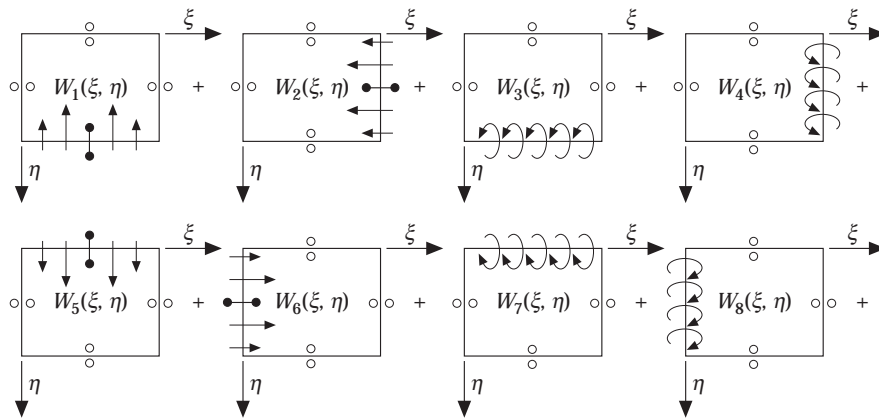 ξ ξ ξ ξ
W₁(ξ, η) + W₂(ξ, η) + W₃(ξ, η) + W₄(ξ, η) +
η η η η
ξ ξ ξ ξ
W₅(ξ, η) + W₆(ξ, η) + W₇(ξ, η) + W₈(ξ, η) +
η η η η